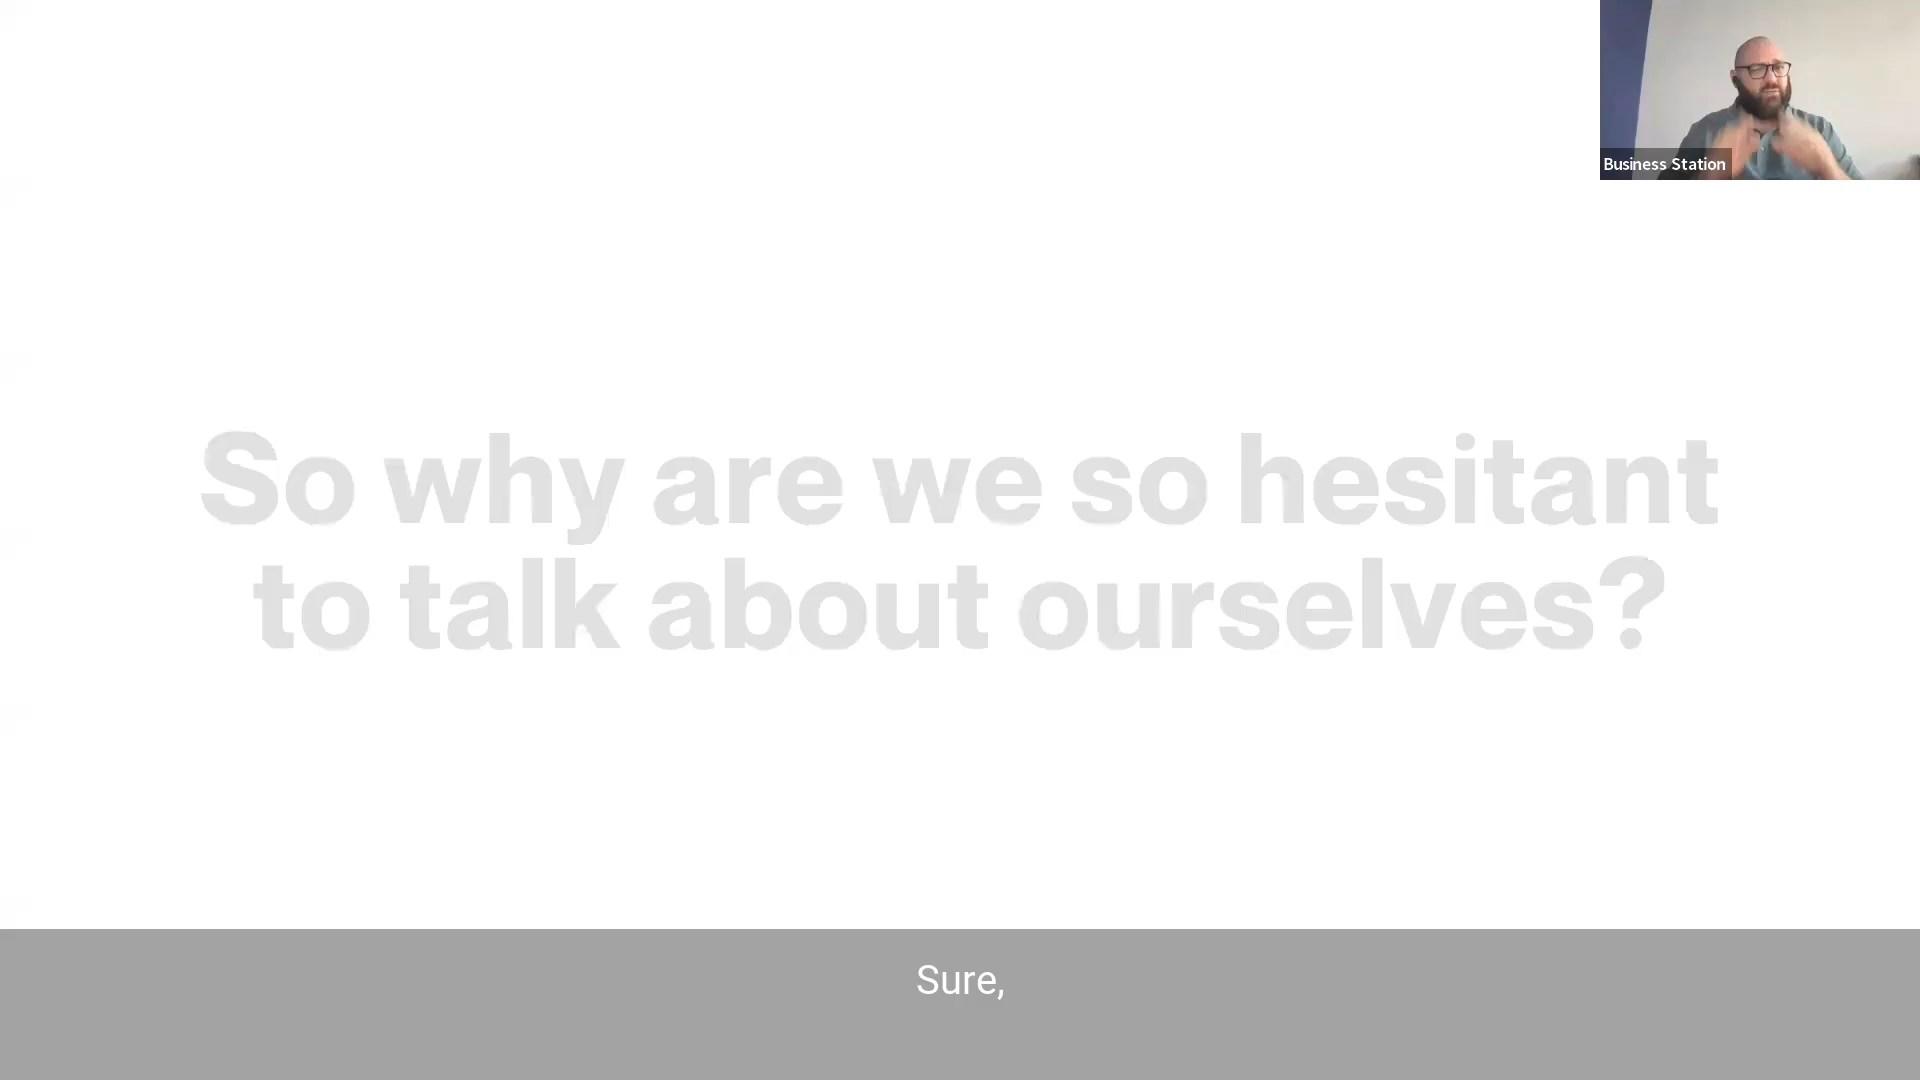 Business Station
So why are we so hesitant
to talk about ourselves?
Sure,